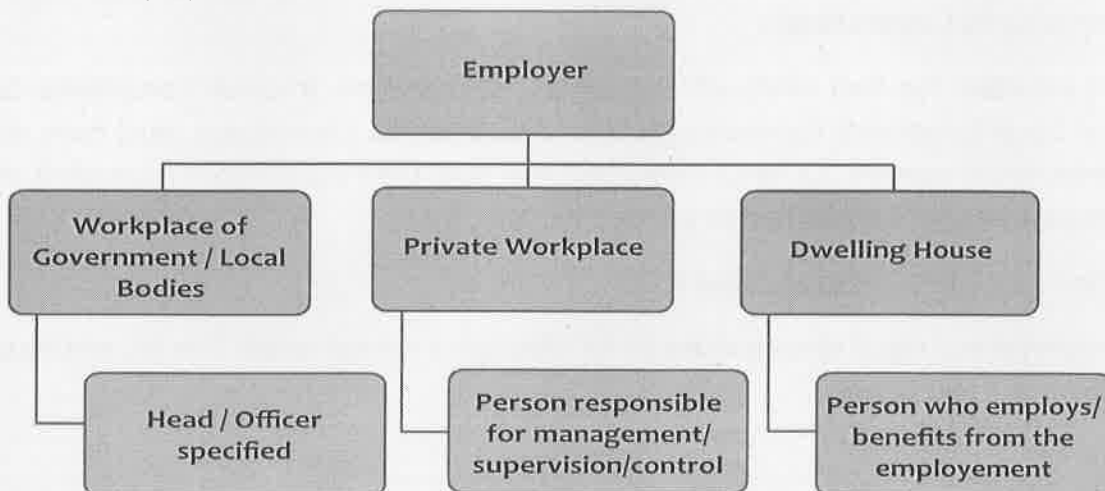 Employer
Workplace of
Government / Local
Bodies
Private Workplace
Dwelling House
Head / Officer
specified
Person responsible
for management/
supervision/control
Person who employs/
benefits from the
employement